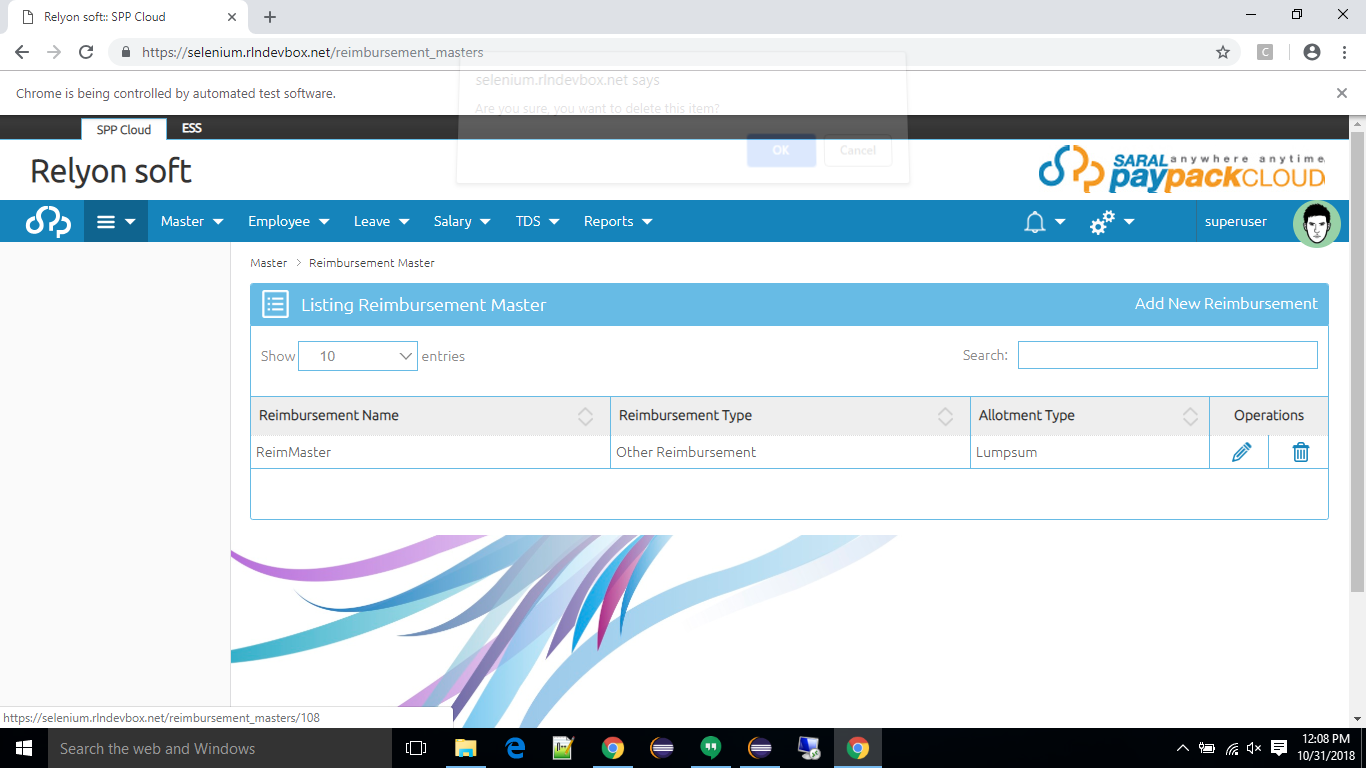 Relyon soft:: SPP Cloud
https://selenium.rlndevbox.net/reimbursement_masters
C
selenium.rlndevbox.net says
Chrome is being controlled by automated test software.
Are you sure, you want to delete this item?
SPP Cloud ESS
OK Cancel
Relyon soft
SARAL anywhere anytime
paypackCLOUD
Master Employee Leave Salary TDS Reports superuser
Master > Reimbursement Master
Listing Reimbursement Master Add New Reimbursement
Show 10 entries Search:
Reimbursement Name Reimbursement Type Allotment Type Operations
ReimMaster Other Reimbursement Lumpsum
https://selenium.rlndevbox.net/reimbursement_masters/108
Search the web and Windows
12:08 PM
10/31/2018